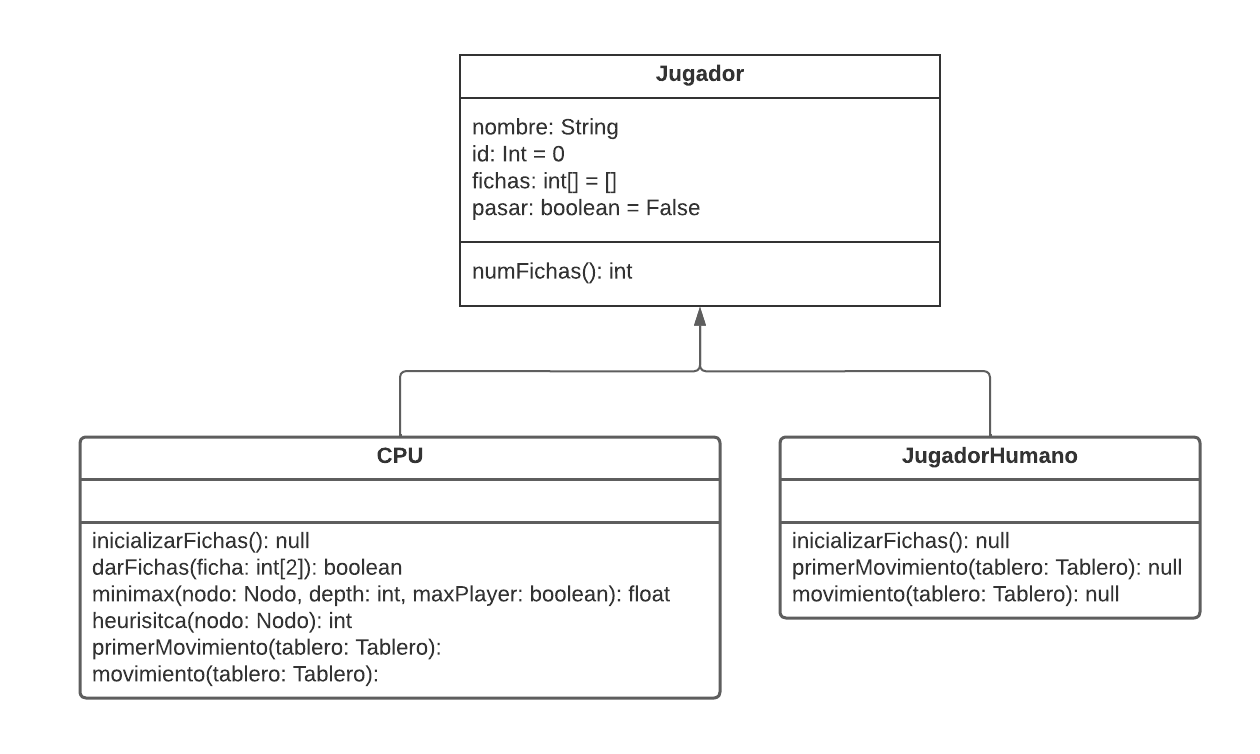 Jugador
nombre: String
id: Int = 0
fichas: int[] = []
pasar: boolean = False
numFichas(): int
CPU
inicializarFichas(): null
darFichas(ficha: int[2]): boolean
minimax(nodo: Nodo, depth: int, maxPlayer: boolean): float
heurisitca(nodo: Nodo): int
primerMovimiento(tablero: Tablero):
movimiento(tablero: Tablero):
JugadorHumano
inicializarFichas(): null
primerMovimiento(tablero: Tablero): null
movimiento(tablero: Tablero): null